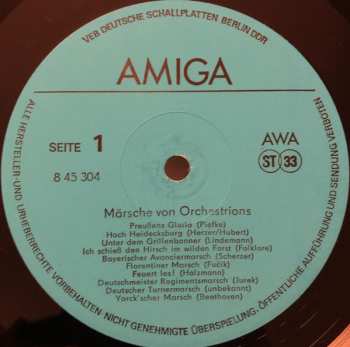 VEB DEUTSCHE SCHALLPLATTEN BERLIN DDR
AMIGA
SEITE 1
8 45 304
AWA
ST 33
Märsche von Orchestrions
Preußens Gloria (Piefke)
Hoch Heidecksburg (Herzer/Hubert)
Unter dem Grillenbanner (Lindemann)
Ich schieß den Hirsch im wilden Forst (Folklore)
Bayerischer Avanciermarsch (Scherzer)
Florentiner Marsch (Fučik)
Feuert los! (Holzmann)
Deutschmeister Regimentsmarsch (Jurek)
Deutscher Turnermarsch (unbekannt)
Yorck'scher Marsch (Beethoven)
ALLE HERSTELLER- UND URHEBERRECHTE VORBEHALTEN · NICHT GENEHMIGTE ÜBERSPIELUNG, ÖFFENTLICHE AUFFÜHRUNG UND SENDUNG VERBOTEN